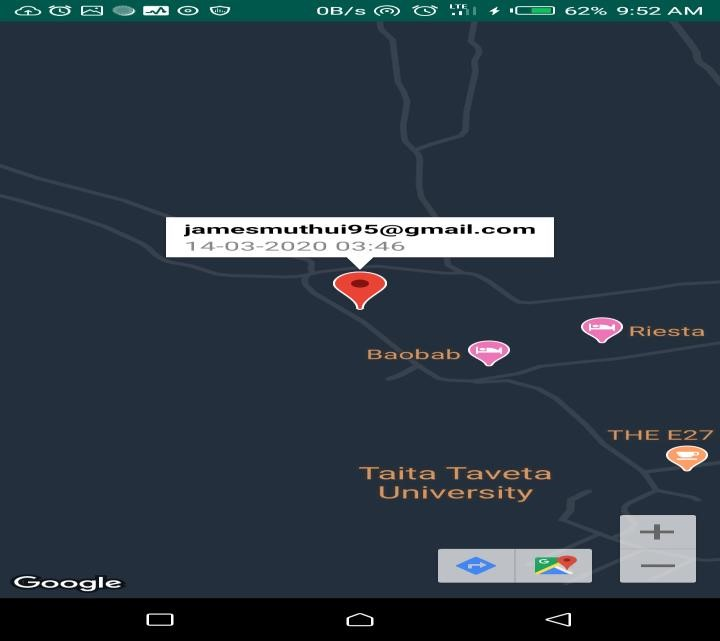 0B/s LTE 62% 9:52 AM
jamesmuthui95@gmail.com
14-03-2020 03:46
Riesta
Baobab
THE E27
Taita Taveta
University
Google